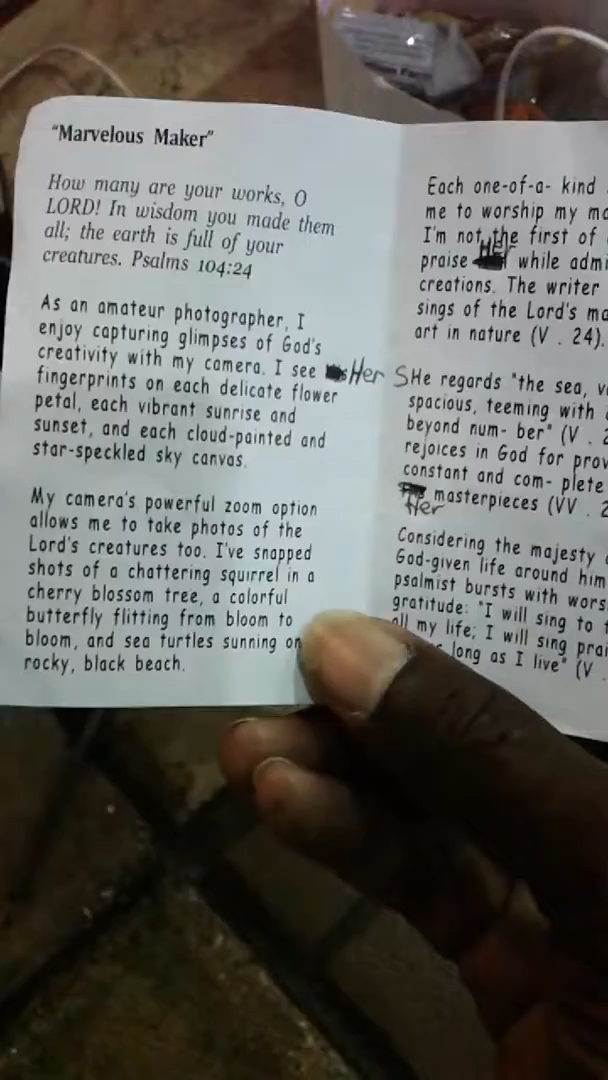 "Marvelous Maker"
How many are your works, O
LORD! In wisdom you made them
all; the earth is full of your
creatures. Psalms 104:24
As an amateur photographer, I
enjoy capturing glimpses of God's
creativity with my camera. I see Her
fingerprints on each delicate flower
petal, each vibrant sunrise and
sunset, and each cloud-painted and
star-speckled sky canvas.
My camera's powerful zoom option
allows me to take photos of the
Lord's creatures too. I've snapped
shots of a chattering squirrel in a
cherry blossom tree, a colorful
butterfly flitting from bloom to
bloom, and sea turtles sunning on
rocky, black beach.
Each one-of-a- kind
me to worship my
I'm not the first of
praise Her while
creations. The writer
sings of the Lord's
art in nature (V . 24).
SHe regards "the sea,
spacious, teeming with
beyond num- ber" (V .
rejoices in God for
constant and com- plete
Her masterpieces (VV .
Considering the majesty
God-given life around him
psalmist bursts with
gratitude: "I will sing to
all my life; I will sing
long as I live" (V .